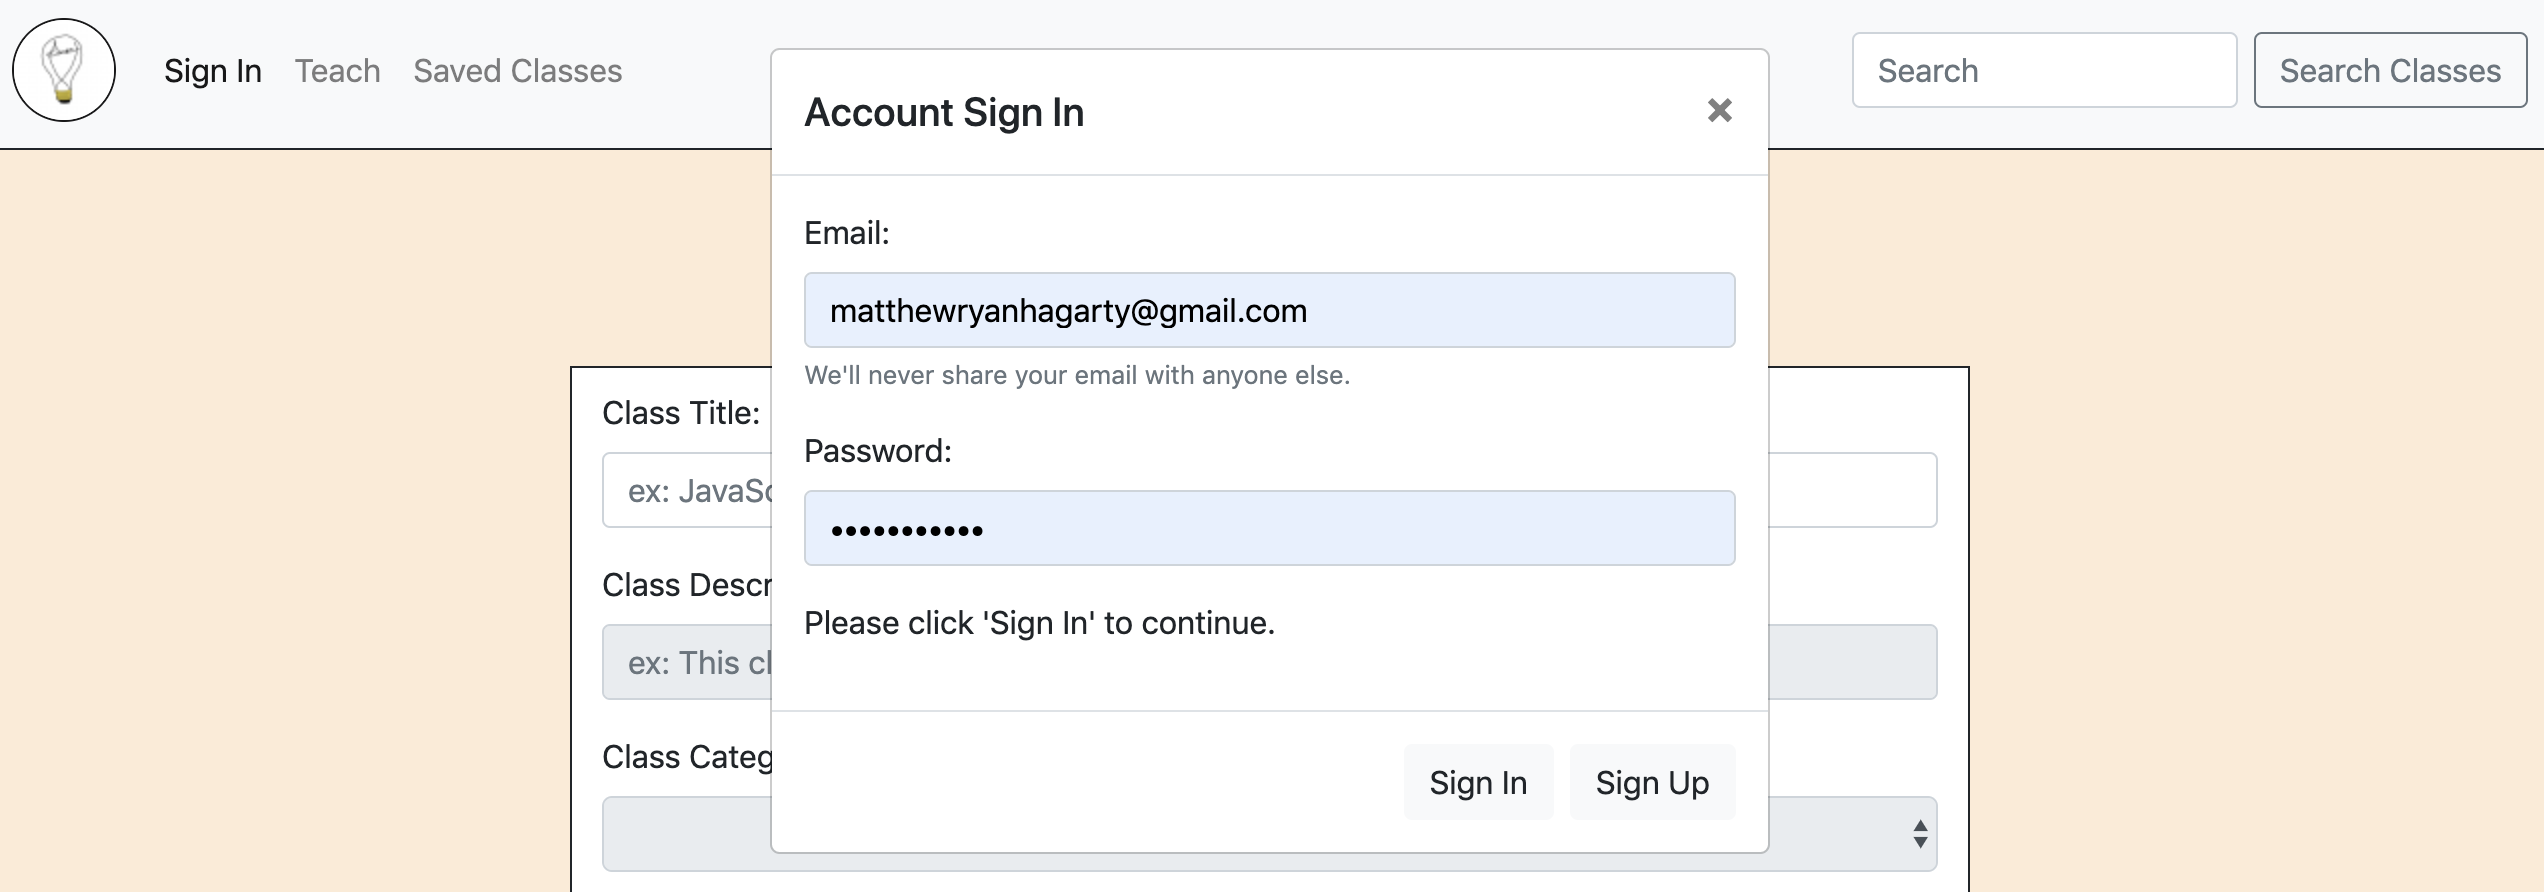 Sign In Teach Saved Classes Search Search Classes
Account Sign In ×
Email:
matthewryanhagarty@gmail.com
We'll never share your email with anyone else.
Class Title:
Password:
ex: JavaSc
•••••••••••
Class Descr
Please click 'Sign In' to continue.
ex: This cl
Class Categ
Sign In Sign Up